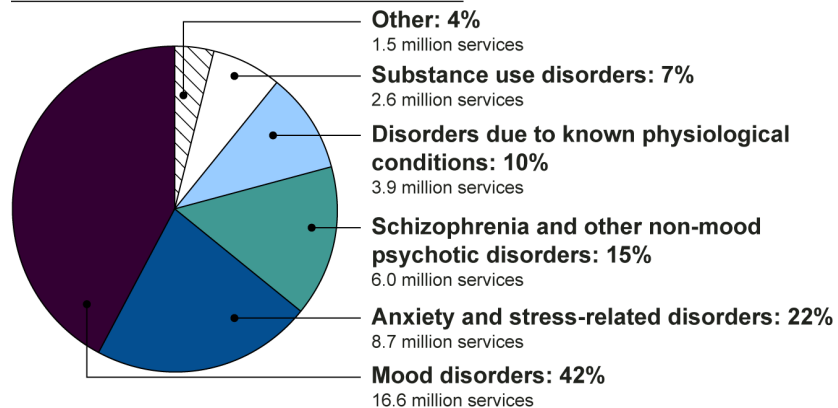 Other: 4%
1.5 million services
Substance use disorders: 7%
2.6 million services
Disorders due to known physiological
conditions: 10%
3.9 million services
Schizophrenia and other non-mood
psychotic disorders: 15%
6.0 million services
Anxiety and stress-related disorders: 22%
8.7 million services
Mood disorders: 42%
16.6 million services